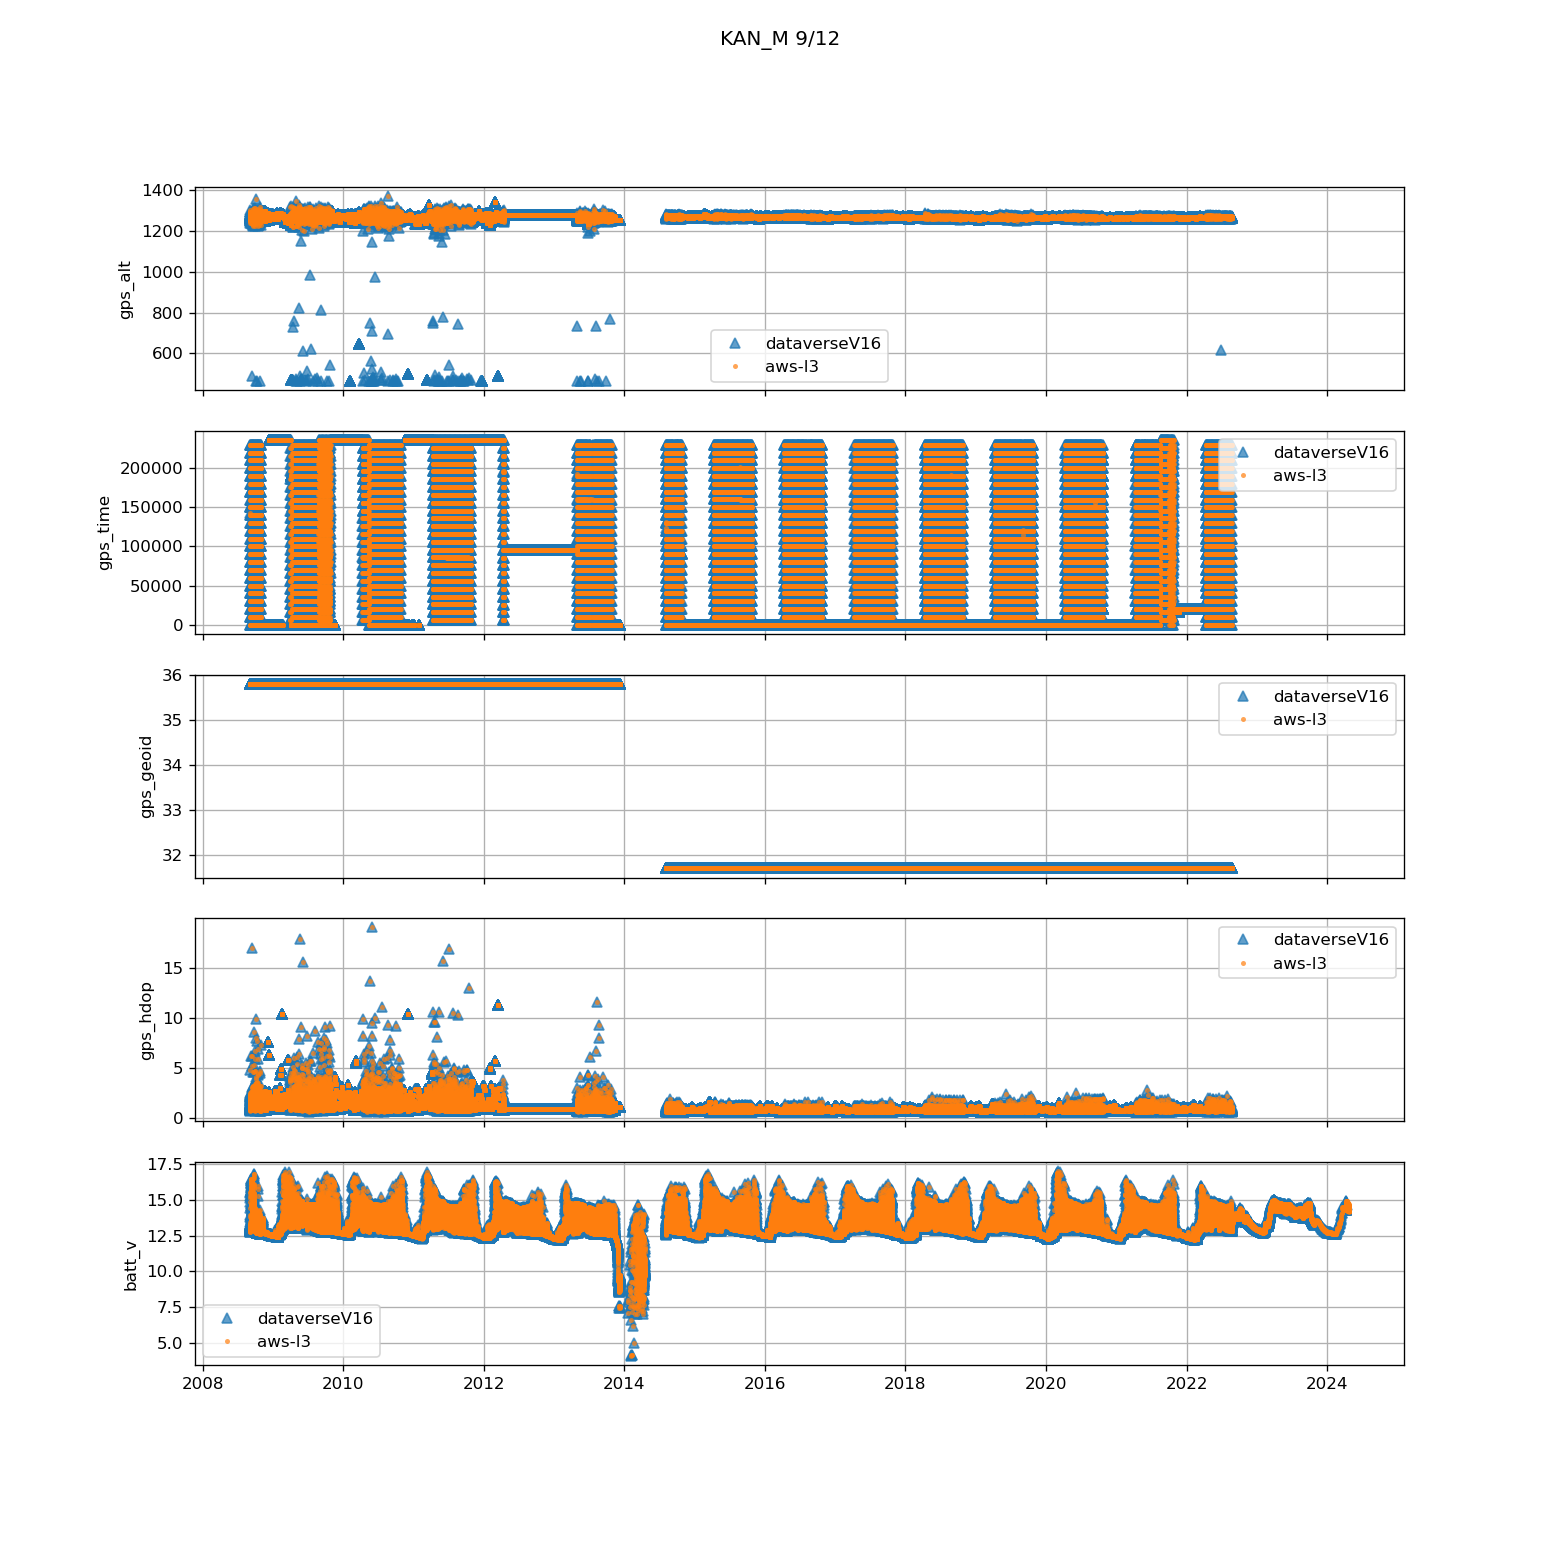 KAN_M 9/12
1400
1200
1000
800
600
gps_alt
dataverseV16
aws-l3
200000
150000
100000
50000
0
gps_time
dataverseV16
aws-l3
36
35
34
33
32
gps_geoid
dataverseV16
aws-l3
15
10
5
0
gps_hdop
dataverseV16
aws-l3
17.5
15.0
12.5
10.0
7.5
5.0
batt_v
dataverseV16
aws-l3
2008 2010 2012 2014 2016 2018 2020 2022 2024